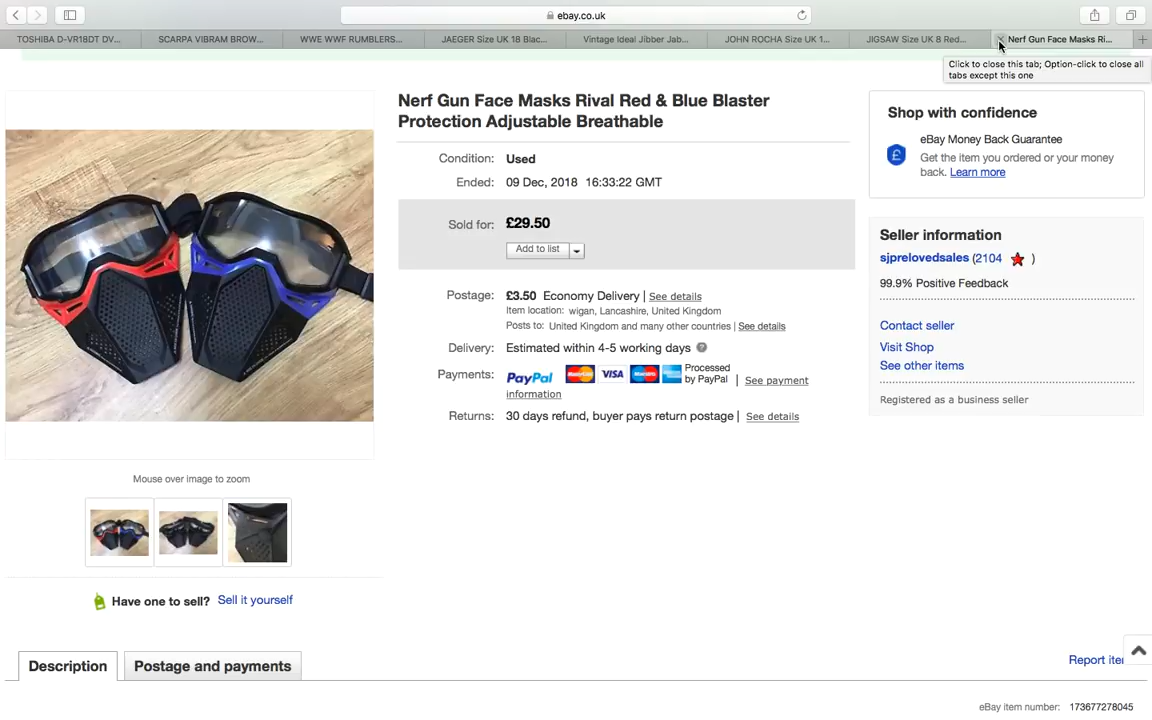 ebay.co.uk
TOSHIBA D-VR18DT DV...
SCARPA VIBRAM BROW...
WWE WWF RUMBLERS...
JAEGER Size UK 18 Blac...
Vintage Ideal Jibber Jab...
JOHN ROCHA Size UK 1...
JIGSAW Size UK 8 Red...
Nerf Gun Face Masks Ri...
Click to close this tab; Option-click to close all
tabs except this one
Nerf Gun Face Masks Rival Red & Blue Blaster
Protection Adjustable Breathable
Condition: Used
Ended: 09 Dec, 2018 16:33:22 GMT
Sold for: £29.50
Add to list
Postage: £3.50 Economy Delivery | See details
Item location: wigan, Lancashire, United Kingdom
Posts to: United Kingdom and many other countries | See details
Delivery: Estimated within 4-5 working days
Payments: PayPal MasterCard VISA Maestro Processed
by PayPal | See payment
information
Returns: 30 days refund, buyer pays return postage | See details
Shop with confidence
eBay Money Back Guarantee
Get the item you ordered or your money
back. Learn more
Seller information
sjprelovedsales (2104 )
99.9% Positive Feedback
Contact seller
Visit Shop
See other items
Registered as a business seller
Mouse over image to zoom
Have one to sell? Sell it yourself
Description
Postage and payments
Report ite
eBay item number: 173677278045